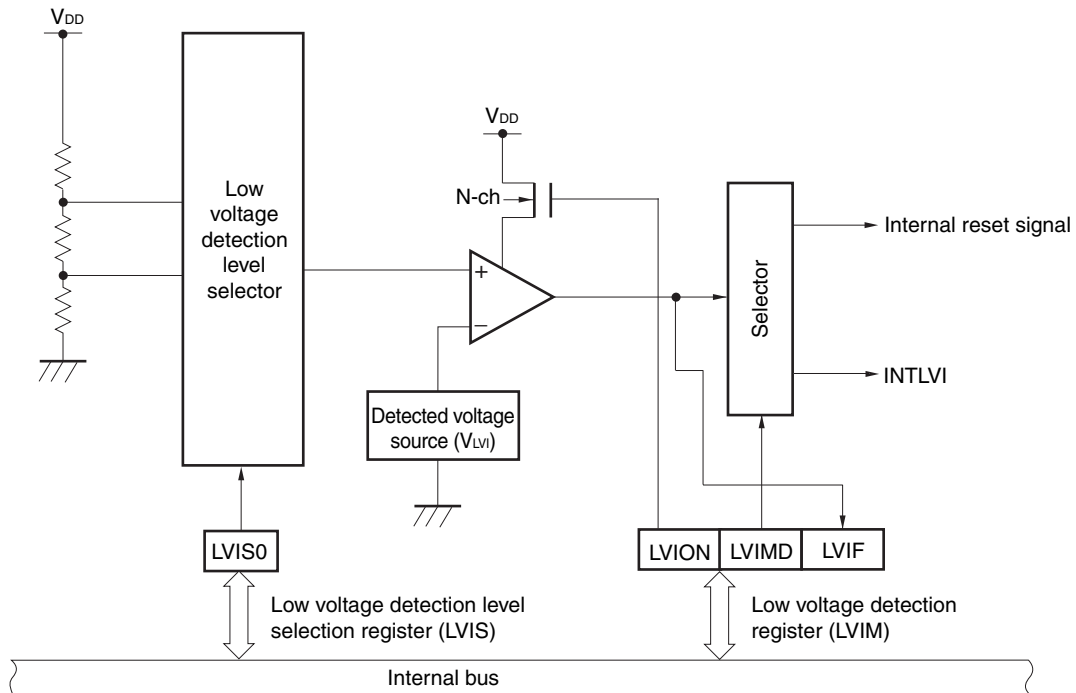 VDD
Low
voltage
detection
level
selector
VDD
N-ch
+
−
Detected voltage
source (VLVI)
Selector
Internal reset signal
INTLVI
LVIS0
LVION LVIMD LVIF
Low voltage detection level
selection register (LVIS)
Low voltage detection
register (LVIM)
Internal bus